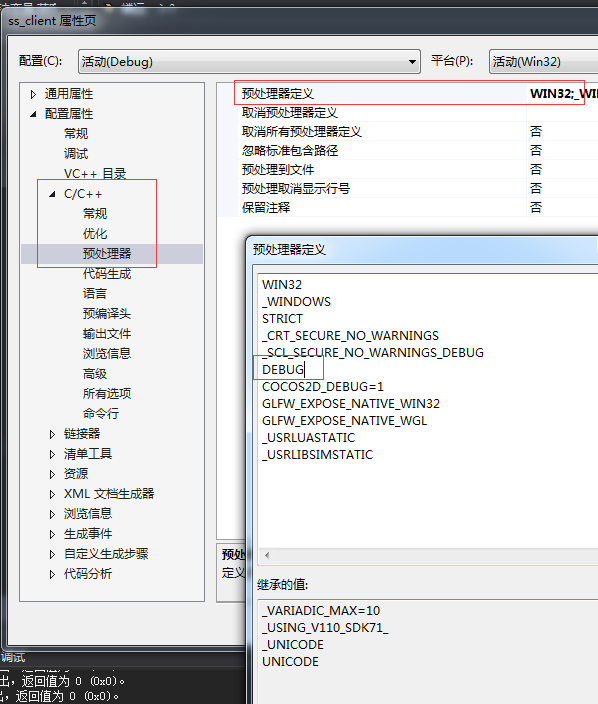 ss_client 属性页
配置(C): 活动(Debug) 平台(P): 活动(Win32)
通用属性
配置属性
常规
调试
VC++ 目录
C/C++
常规
优化
预处理器
代码生成
语言
预编译头
输出文件
浏览信息
高级
所有选项
命令行
链接器
清单工具
资源
XML 文档生成器
浏览信息
生成事件
自定义生成步骤
代码分析
预处理器定义 WIN32;_WI
取消预处理器定义
取消所有预处理器定义 否
忽略标准包含路径 否
预处理到文件 否
预处理取消显示行号 否
保留注释 否
预处理器定义
WIN32
_WINDOWS
STRICT
_CRT_SECURE_NO_WARNINGS
_SCL_SECURE_NO_WARNINGS_DEBUG
DEBUG
COCOS2D_DEBUG=1
GLFW_EXPOSE_NATIVE_WIN32
GLFW_EXPOSE_NATIVE_WGL
_USRLUASTATIC
_USRLIBSIMSTATIC
预处
定义
继承的值:
_VARIADIC_MAX=10
_USING_V110_SDK71_
_UNICODE
UNICODE
调试
出，返回值为 0 (0x0)。
出，返回值为 0 (0x0)。